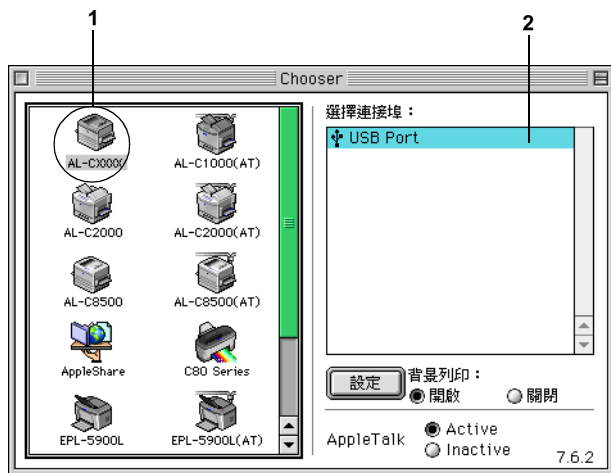 1
2
Chooser
AL-CXXXX
AL-C1000(AT)
AL-C2000
AL-C2000(AT)
AL-C8500
AL-C8500(AT)
AppleShare
C80 Series
EPL-5900L
EPL-5900L(AT)
選擇連接埠：
USB Port
設定
背景列印：
開啟
關閉
AppleTalk
Active
Inactive
7.6.2